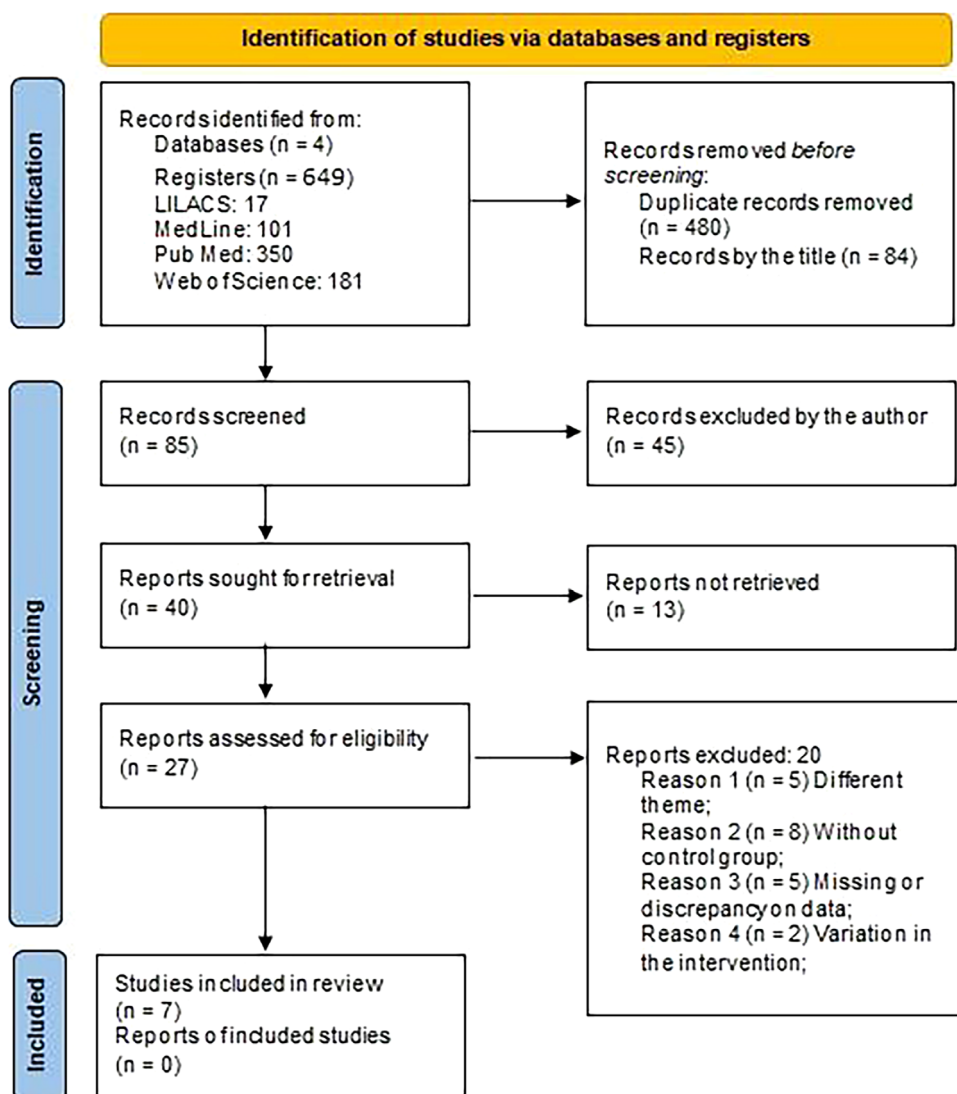 Identification of studies via databases and registers
Identification
Records identified from:
Databases (n = 4)
Registers (n = 649)
LILACS: 17
MedLine: 101
Pub Med: 350
Web of Science: 181
Records removed before
screening:
Duplicate records removed
(n = 480)
Records by the title (n = 84)
Screening
Records screened
(n = 85)
Records excluded by the author
(n = 45)
Reports sought for retrieval
(n = 40)
Reports not retrieved
(n = 13)
Reports assessed for eligibility
(n = 27)
Reports excluded: 20
Reason 1 (n = 5) Different
theme;
Reason 2 (n = 8) Without
control group;
Reason 3 (n = 5) Missing or
discrepancy on data;
Reason 4 (n = 2) Variation in
the intervention;
Included
Studies included in review
(n = 7)
Reports of included studies
(n = 0)